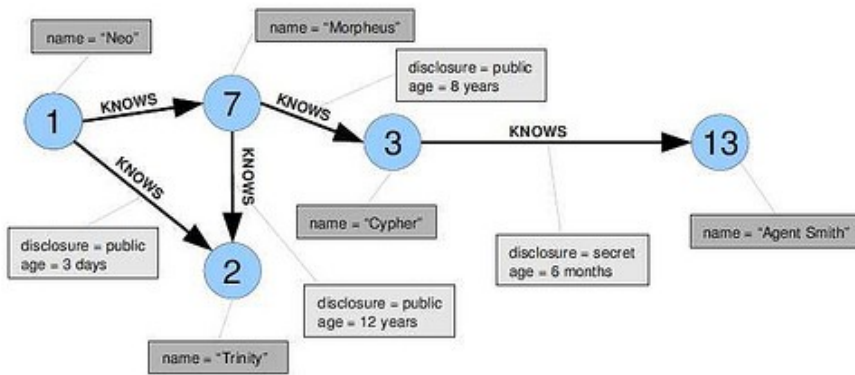 name = "Neo"
name = "Morpheus"
disclosure = public
age = 8 years
1
KNOWS
7
KNOWS
3
KNOWS
13
KNOWS
KNOWS
name = "Cypher"
name = "Agent Smith"
disclosure = public
age = 3 days
2
disclosure = public
age = 12 years
disclosure = secret
age = 6 months
name = "Trinity"